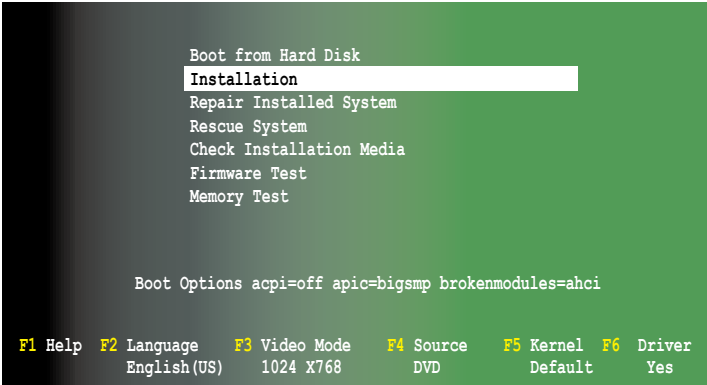 Boot from Hard Disk
Installation
Repair Installed System
Rescue System
Check Installation Media
Firmware Test
Memory Test
Boot Options acpi=off apic=bigsmp brokenmodules=ahci
F1 Help F2 Language F3 Video Mode F4 Source F5 Kernel F6 Driver
English(US) 1024 X768 DVD Default Yes